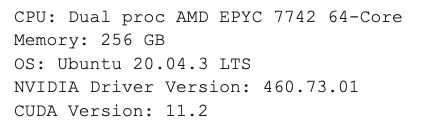 CPU: Dual proc AMD EPYC 7742 64-Core
Memory: 256 GB
OS: Ubuntu 20.04.3 LTS
NVIDIA Driver Version: 460.73.01
CUDA Version: 11.2